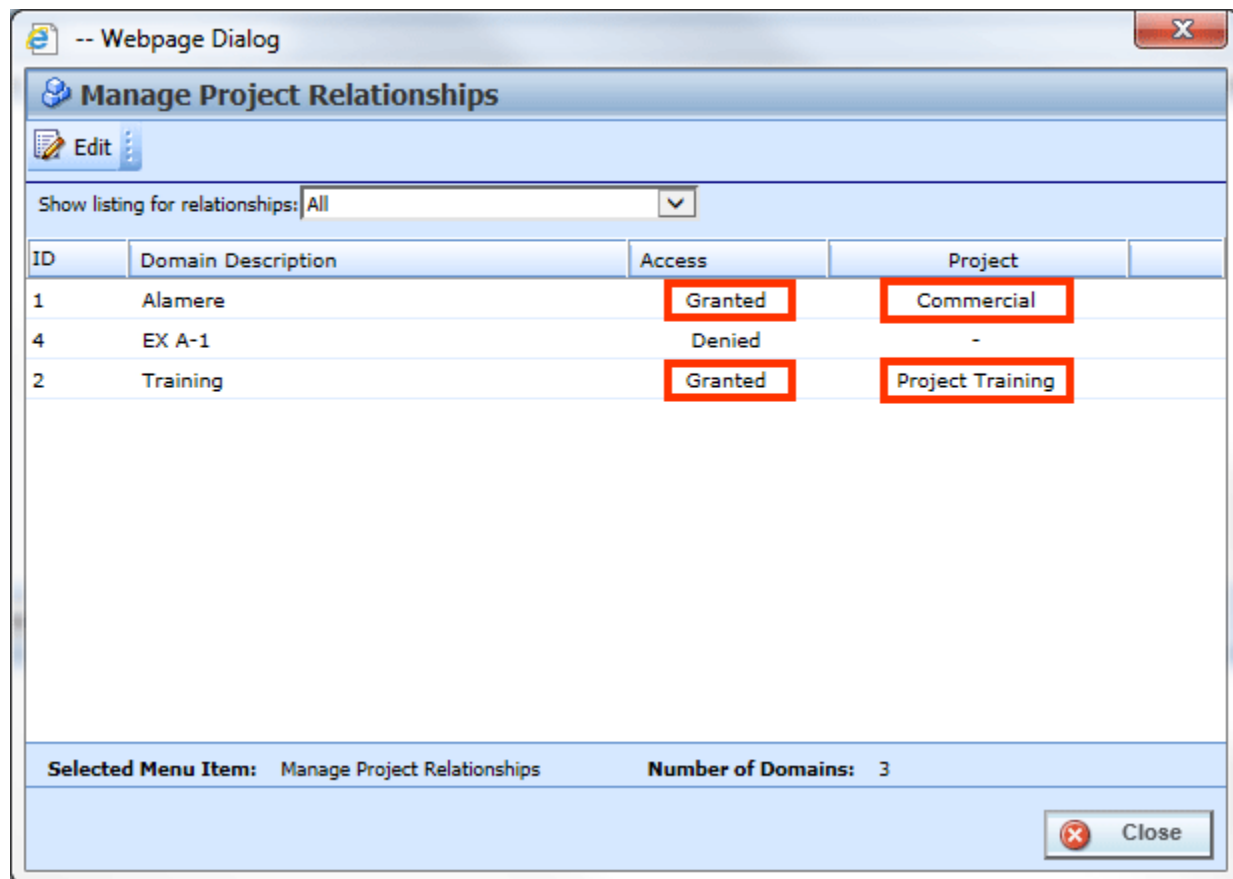 -- Webpage Dialog
Manage Project Relationships
Edit
Show listing for relationships: All
ID Domain Description Access Project
1 Alamere Granted Commercial
4 EX A-1 Denied -
2 Training Granted Project Training
Selected Menu Item: Manage Project Relationships Number of Domains: 3
Close